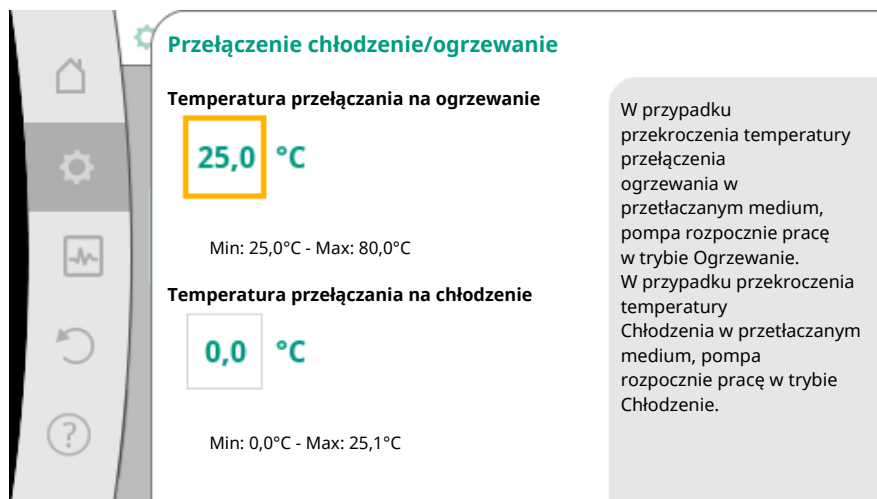 Przełączenie chłodzenie/ogrzewanie
Temperatura przełączania na ogrzewanie
25,0 °C
Min: 25,0°C - Max: 80,0°C
Temperatura przełączania na chłodzenie
0,0 °C
Min: 0,0°C - Max: 25,1°C
W przypadku
przekroczenia temperatury
przełączenia
ogrzewania w
przetłaczanym medium,
pompa rozpocznie pracę
w trybie Ogrzewanie.
W przypadku przekroczenia
temperatury
Chłodzenia w przetłaczanym
medium, pompa
rozpocznie pracę w trybie
Chłodzenie.
?